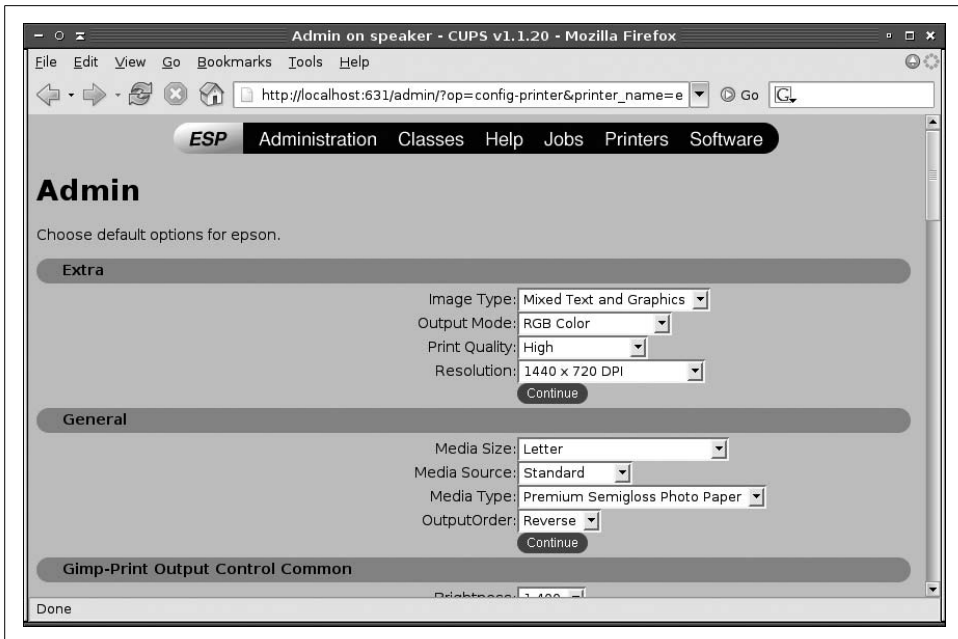 Admin on speaker - CUPS v1.1.20 - Mozilla Firefox
File Edit View Go Bookmarks Tools Help
http://localhost:631/admin/?op=config-printer&printer_name=e Go G
ESP Administration Classes Help Jobs Printers Software
Admin
Choose default options for epson.
Extra
Image Type: Mixed Text and Graphics
Output Mode: RGB Color
Print Quality: High
Resolution: 1440 x 720 DPI
Continue
General
Media Size: Letter
Media Source: Standard
Media Type: Premium Semigloss Photo Paper
OutputOrder: Reverse
Continue
Gimp-Print Output Control Common
Brightness: 1.400
Done